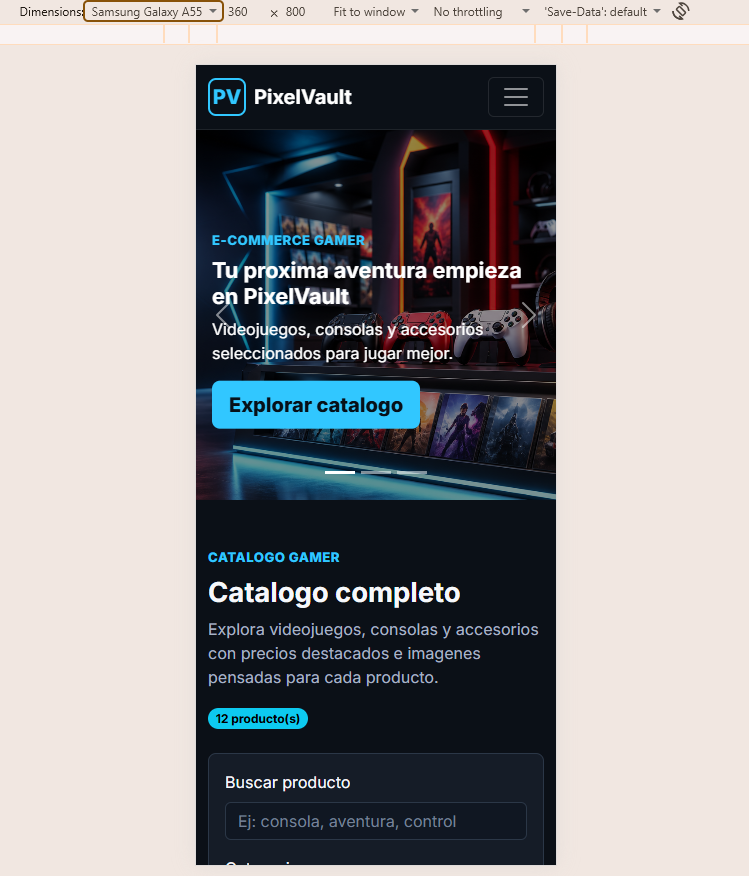 Dimensions: Samsung Galaxy A55 360 × 800 Fit to window No throttling 'Save-Data': default
PV PixelVault
E-COMMERCE GAMER
Tu proxima aventura empieza
en PixelVault
Videojuegos, consolas y accesorios
seleccionados para jugar mejor.
Explorar catalogo
CATALOGO GAMER
Catalogo completo
Explora videojuegos, consolas y accesorios
con precios destacados e imagenes
pensadas para cada producto.
12 producto(s)
Buscar producto
Ej: consola, aventura, control